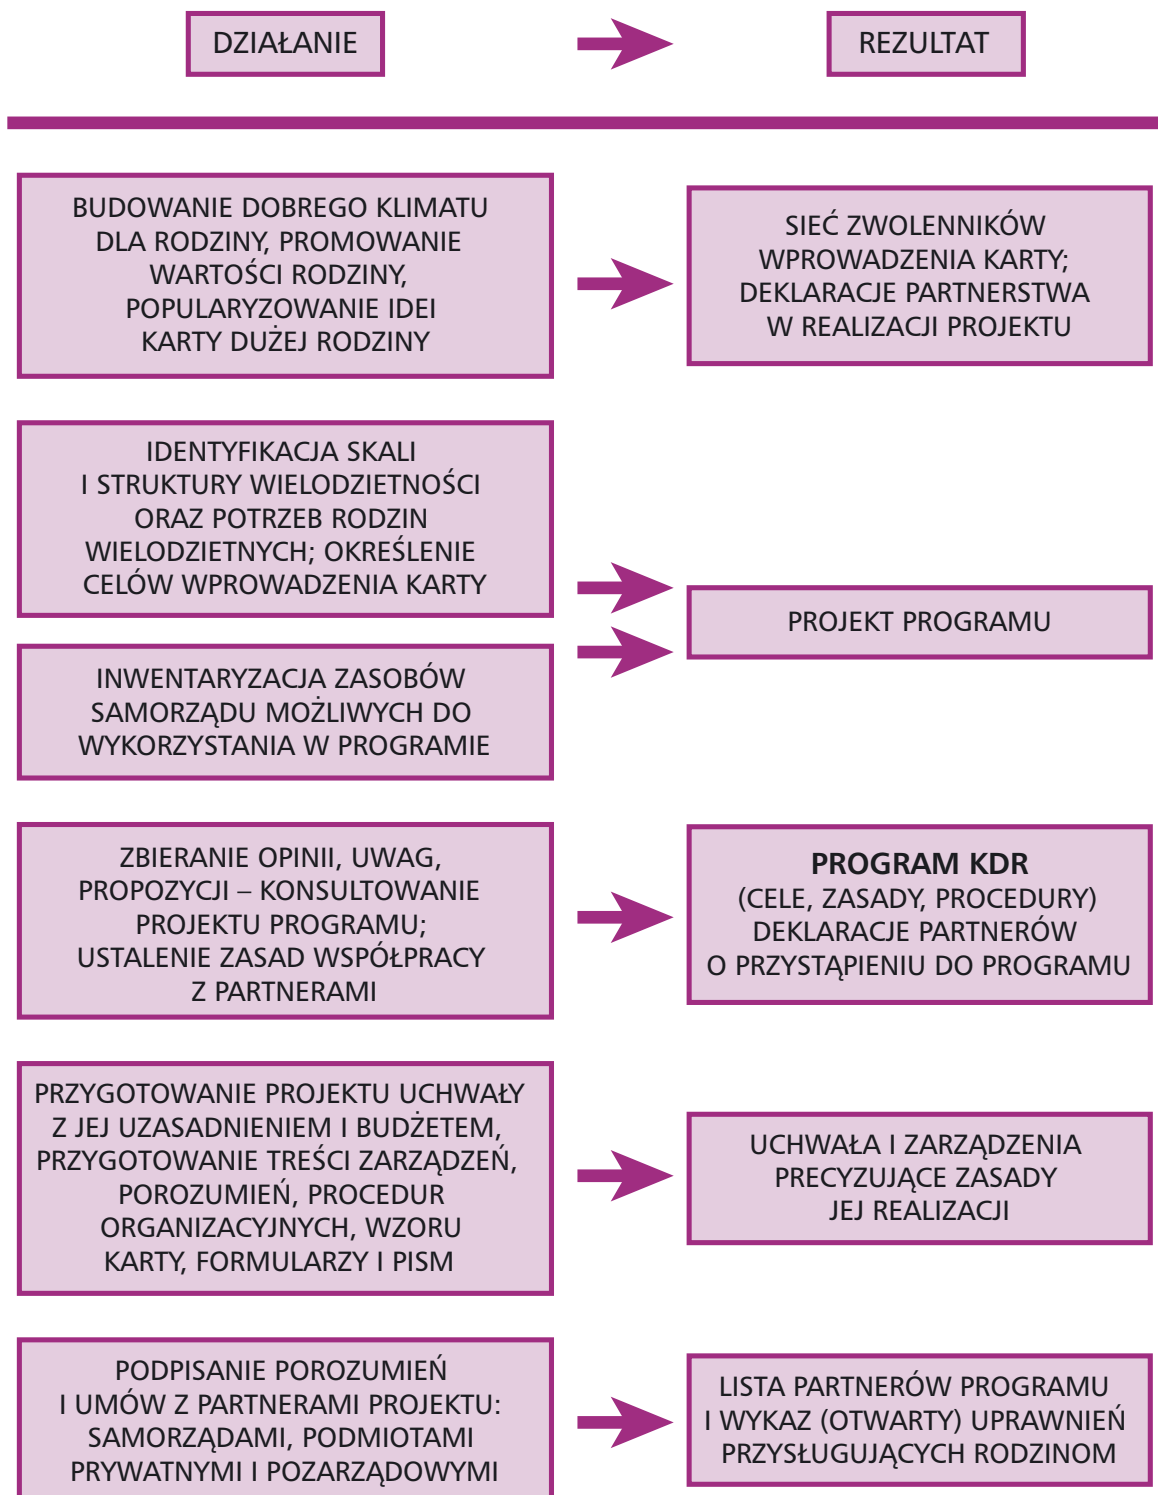 DZIAŁANIE
REZULTAT
BUDOWANIE DOBREGO KLIMATU
DLA RODZINY, PROMOWANIE
WARTOŚCI RODZINY,
POPULARYZOWANIE IDEI
KARTY DUŻEJ RODZINY
SIEĆ ZWOLENNIKÓW
WPROWADZENIA KARTY;
DEKLARACJE PARTNERSTWA
W REALIZACJI PROJEKTU
IDENTYFIKACJA SKALI
I STRUKTURY WIELODZIETNOŚCI
ORAZ POTRZEB RODZIN
WIELODZIETNYCH; OKREŚLENIE
CELÓW WPROWADZENIA KARTY
INWENTARYZACJA ZASOBÓW
SAMORZĄDU MOŻLIWYCH DO
WYKORZYSTANIA W PROGRAMIE
PROJEKT PROGRAMU
ZBIERANIE OPINII, UWAG,
PROPOZYCJI – KONSULTOWANIE
PROJEKTU PROGRAMU;
USTALENIE ZASAD WSPÓŁPRACY
Z PARTNERAMI
PROGRAM KDR
(CELE, ZASADY, PROCEDURY)
DEKLARACJE PARTNERÓW
O PRZYSTĄPIENIU DO PROGRAMU
PRZYGOTOWANIE PROJEKTU UCHWAŁY
Z JEJ UZASADNIENIEM I BUDŻETEM,
PRZYGOTOWANIE TREŚCI ZARZĄDZEŃ,
POROZUMIEŃ, PROCEDUR
ORGANIZACYJNYCH, WZORU
KARTY, FORMULARZY I PISM
UCHWAŁA I ZARZĄDZENIA
PRECYZUJĄCE ZASADY
JEJ REALIZACJI
PODPISANIE POROZUMIEŃ
I UMÓW Z PARTNERAMI PROJEKTU:
SAMORZĄDAMI, PODMIOTAMI
PRYWATNYMI I POZARZĄDOWYMI
LISTA PARTNERÓW PROGRAMU
I WYKAZ (OTWARTY) UPRAWNIEŃ
PRZYSŁUGUJĄCYCH RODZINOM